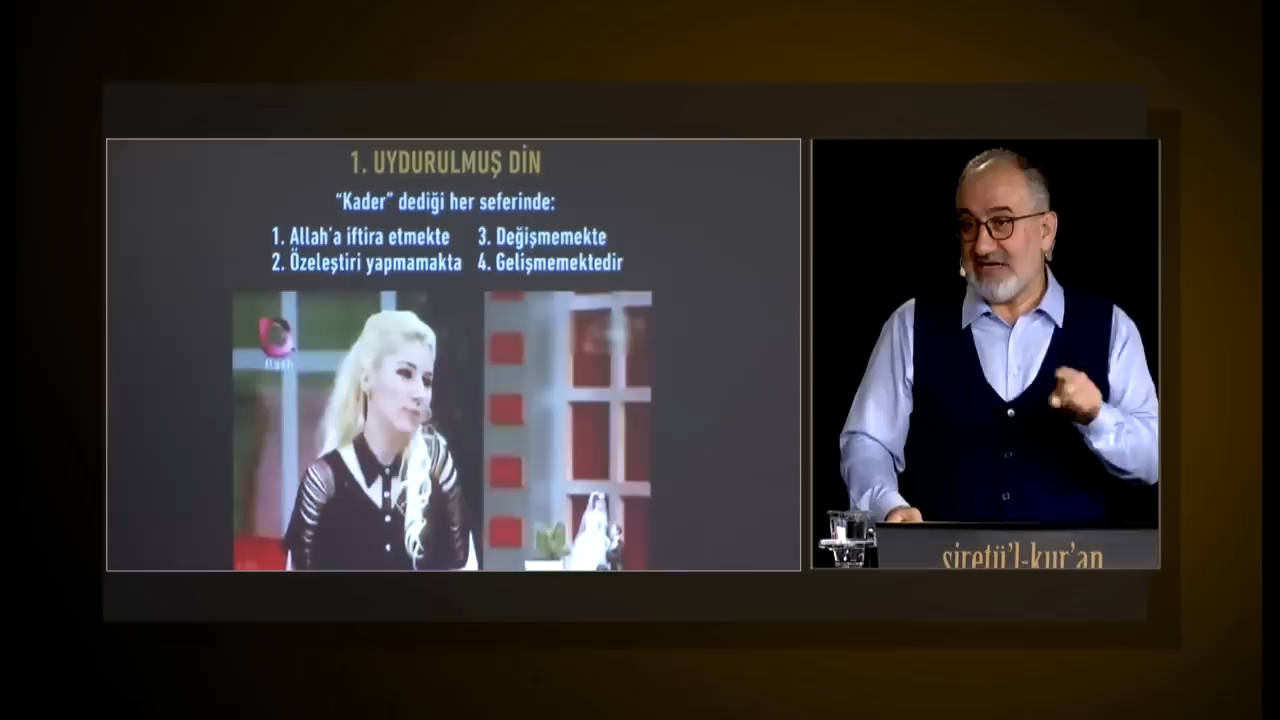 1. UYDURULMUŞ DİN
“Kader” dediği her seferinde:
1. Allah'a iftira etmekte 3. Değişmemekte
2. Özeleştiri yapmamakta 4. Gelişmemektedir
flash
siretü'l-kur'an